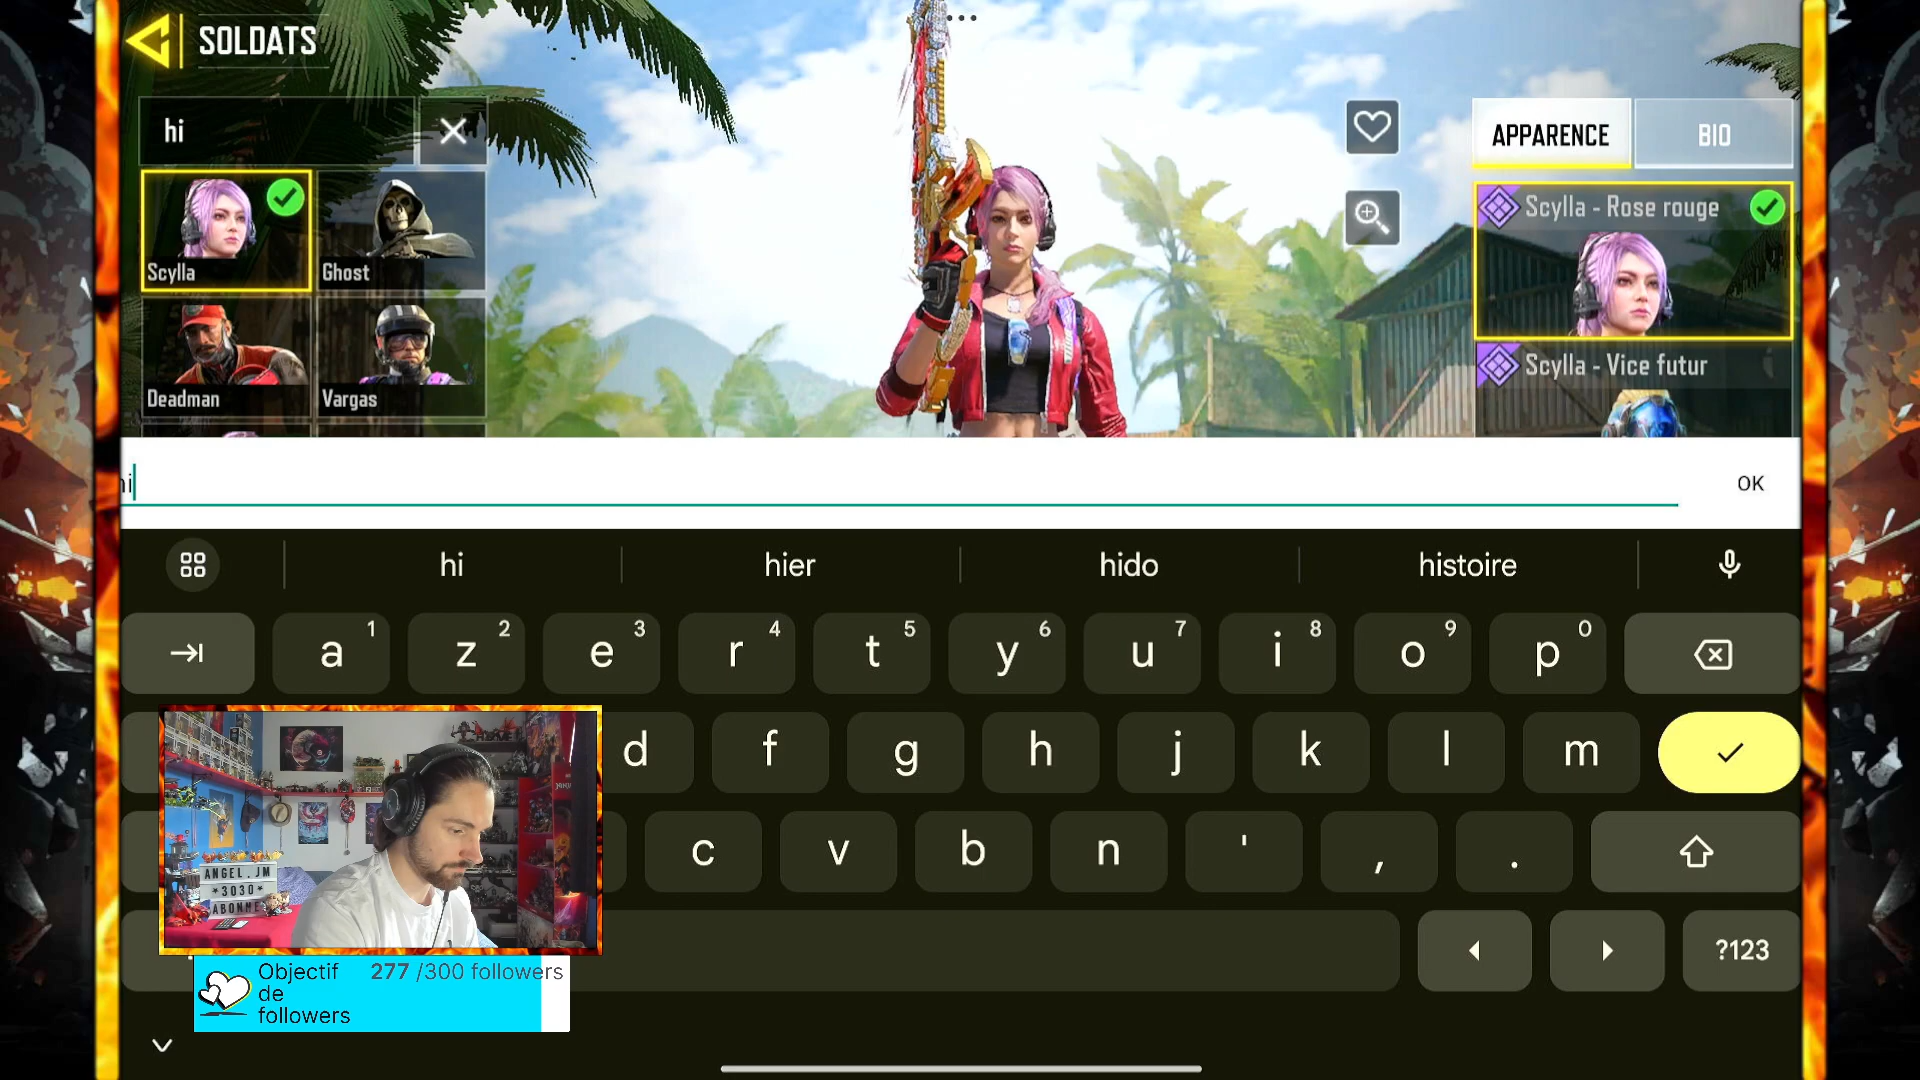 SOLDATS
hi
Scylla
Ghost
Deadman
Vargas
APPARENCE
BIO
Scylla - Rose rouge
Scylla - Vice futur
hi
OK
hi
hier
hido
histoire
a 1
z 2
e 3
r 4
t 5
y 6
u 7
i 8
o 9
p 0
d
f
g
h
j
k
l
m
c
v
b
n
'
,
.
?123
ANGEL.JM
*3030*
ABONNE
Objectif de followers
277 /300 followers